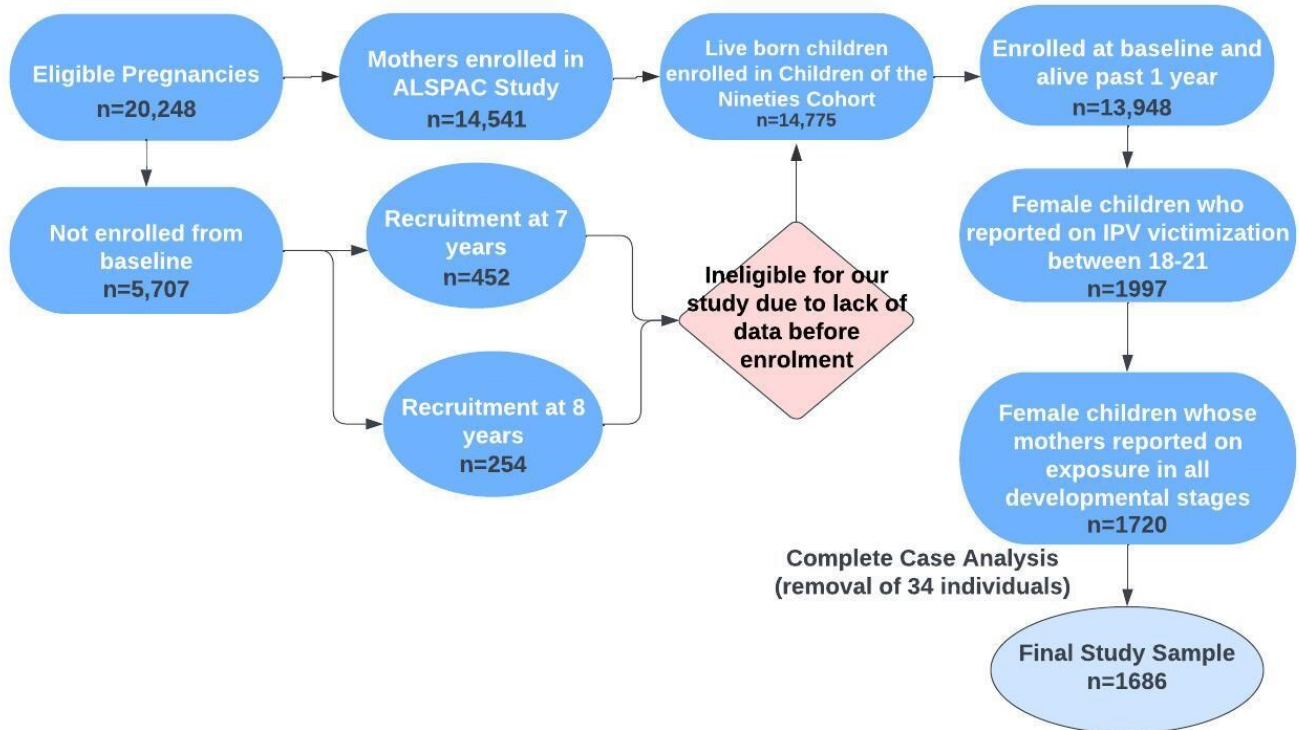 Eligible Pregnancies
n=20,248
Mothers enrolled in
ALSPAC Study
n=14,541
Live born children
enrolled in Children of the
Nineties Cohort
n=14,775
Enrolled at baseline and
alive past 1 year
n=13,948
Not enrolled from
baseline
n=5,707
Recruitment at 7
years
n=452
Recruitment at 8
years
n=254
Ineligible for our
study due to lack of
data before
enrolment
Female children who
reported on IPV victimization
between 18-21
n=1997
Female children whose
mothers reported on
exposure in all
developmental stages
n=1720
Complete Case Analysis
(removal of 34 individuals)
Final Study Sample
n=1686